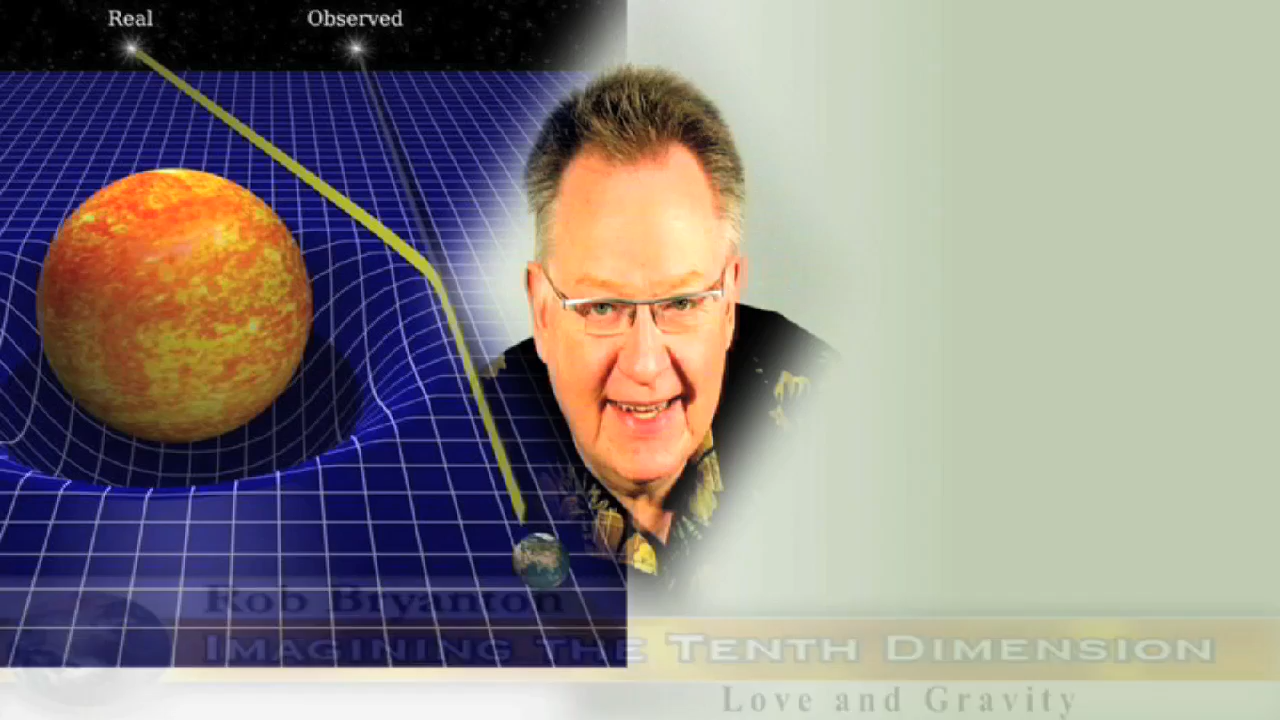 Real Observed
Rob Bryanton
IMAGINING THE TENTH DIMENSION
Love and Gravity